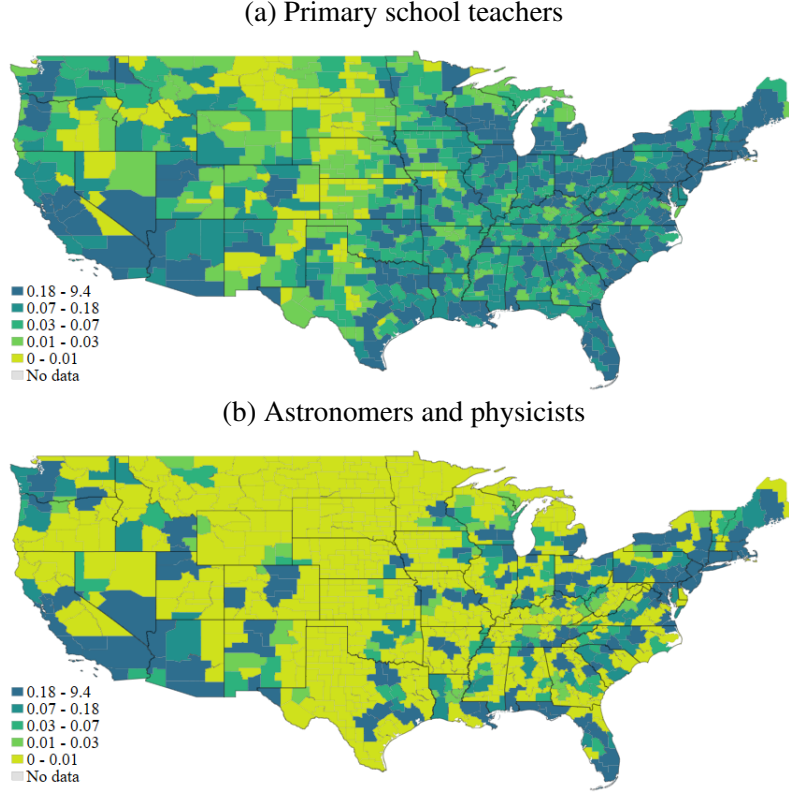 (a) Primary school teachers
0.18 - 9.4
0.07 - 0.18
0.03 - 0.07
0.01 - 0.03
0 - 0.01
No data
(b) Astronomers and physicists
0.18 - 9.4
0.07 - 0.18
0.03 - 0.07
0.01 - 0.03
0 - 0.01
No data